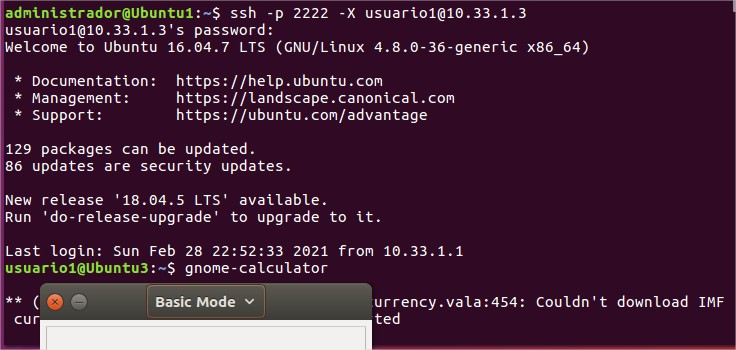 administrador@Ubuntu1:~$ ssh -p 2222 -X usuario1@10.33.1.3
usuario1@10.33.1.3's password:
Welcome to Ubuntu 16.04.7 LTS (GNU/Linux 4.8.0-36-generic x86_64)
* Documentation:  https://help.ubuntu.com
* Management:     https://landscape.canonical.com
* Support:        https://ubuntu.com/advantage
129 packages can be updated.
86 updates are security updates.
New release '18.04.5 LTS' available.
Run 'do-release-upgrade' to upgrade to it.
Last login: Sun Feb 28 22:52:33 2021 from 10.33.1.1
usuario1@Ubuntu3:~$ gnome-calculator
** ( urrency.vala:454: Couldn't download IMF
cur ted
Basic Mode